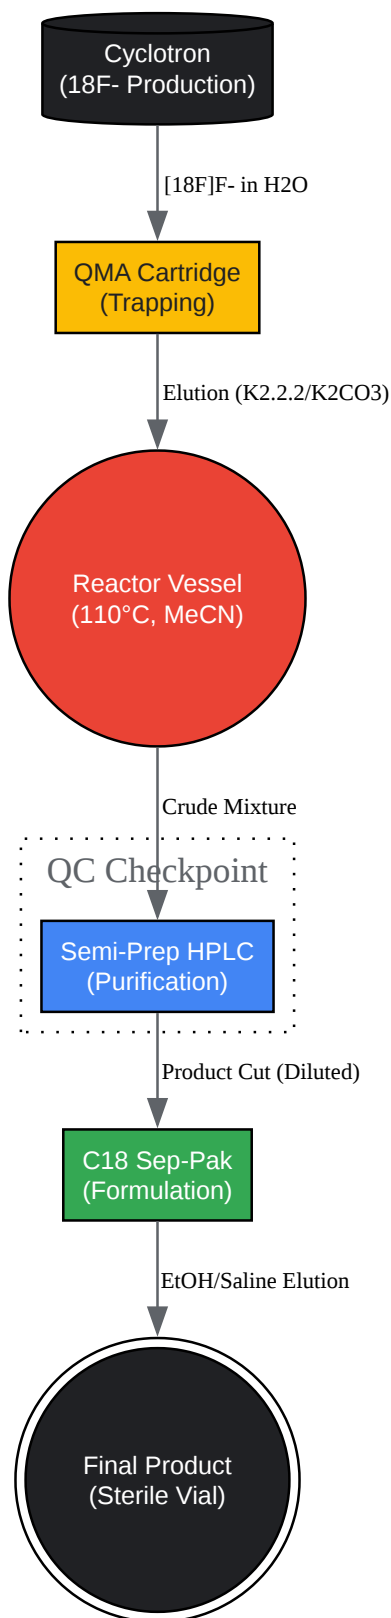 Cyclotron
(18F- Production)
[18F]F- in H2O
QMA Cartridge
(Trapping)
Elution (K2.2.2/K2CO3)
Reactor Vessel
(110°C, MeCN)
Crude Mixture
QC Checkpoint
Semi-Prep HPLC
(Purification)
Product Cut (Diluted)
C18 Sep-Pak
(Formulation)
EtOH/Saline Elution
Final Product
(Sterile Vial)